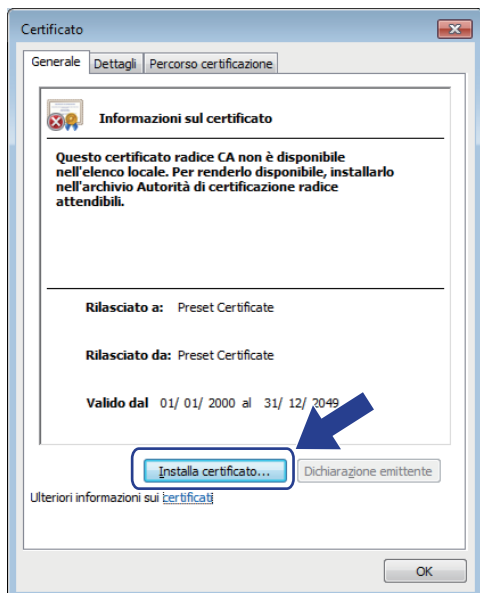 Certificato
Generale Dettagli Percorso certificazione
Informazioni sul certificato
Questo certificato radice CA non è disponibile
nell'elenco locale. Per renderlo disponibile, installarlo
nell'archivio Autorità di certificazione radice
attendibili.
Rilasciato a: Preset Certificate
Rilasciato da: Preset Certificate
Valido dal 01/ 01/ 2000 al 31/ 12/ 2049
Installa certificato... Dichiarazione emittente
Ulteriori informazioni sui certificati
OK